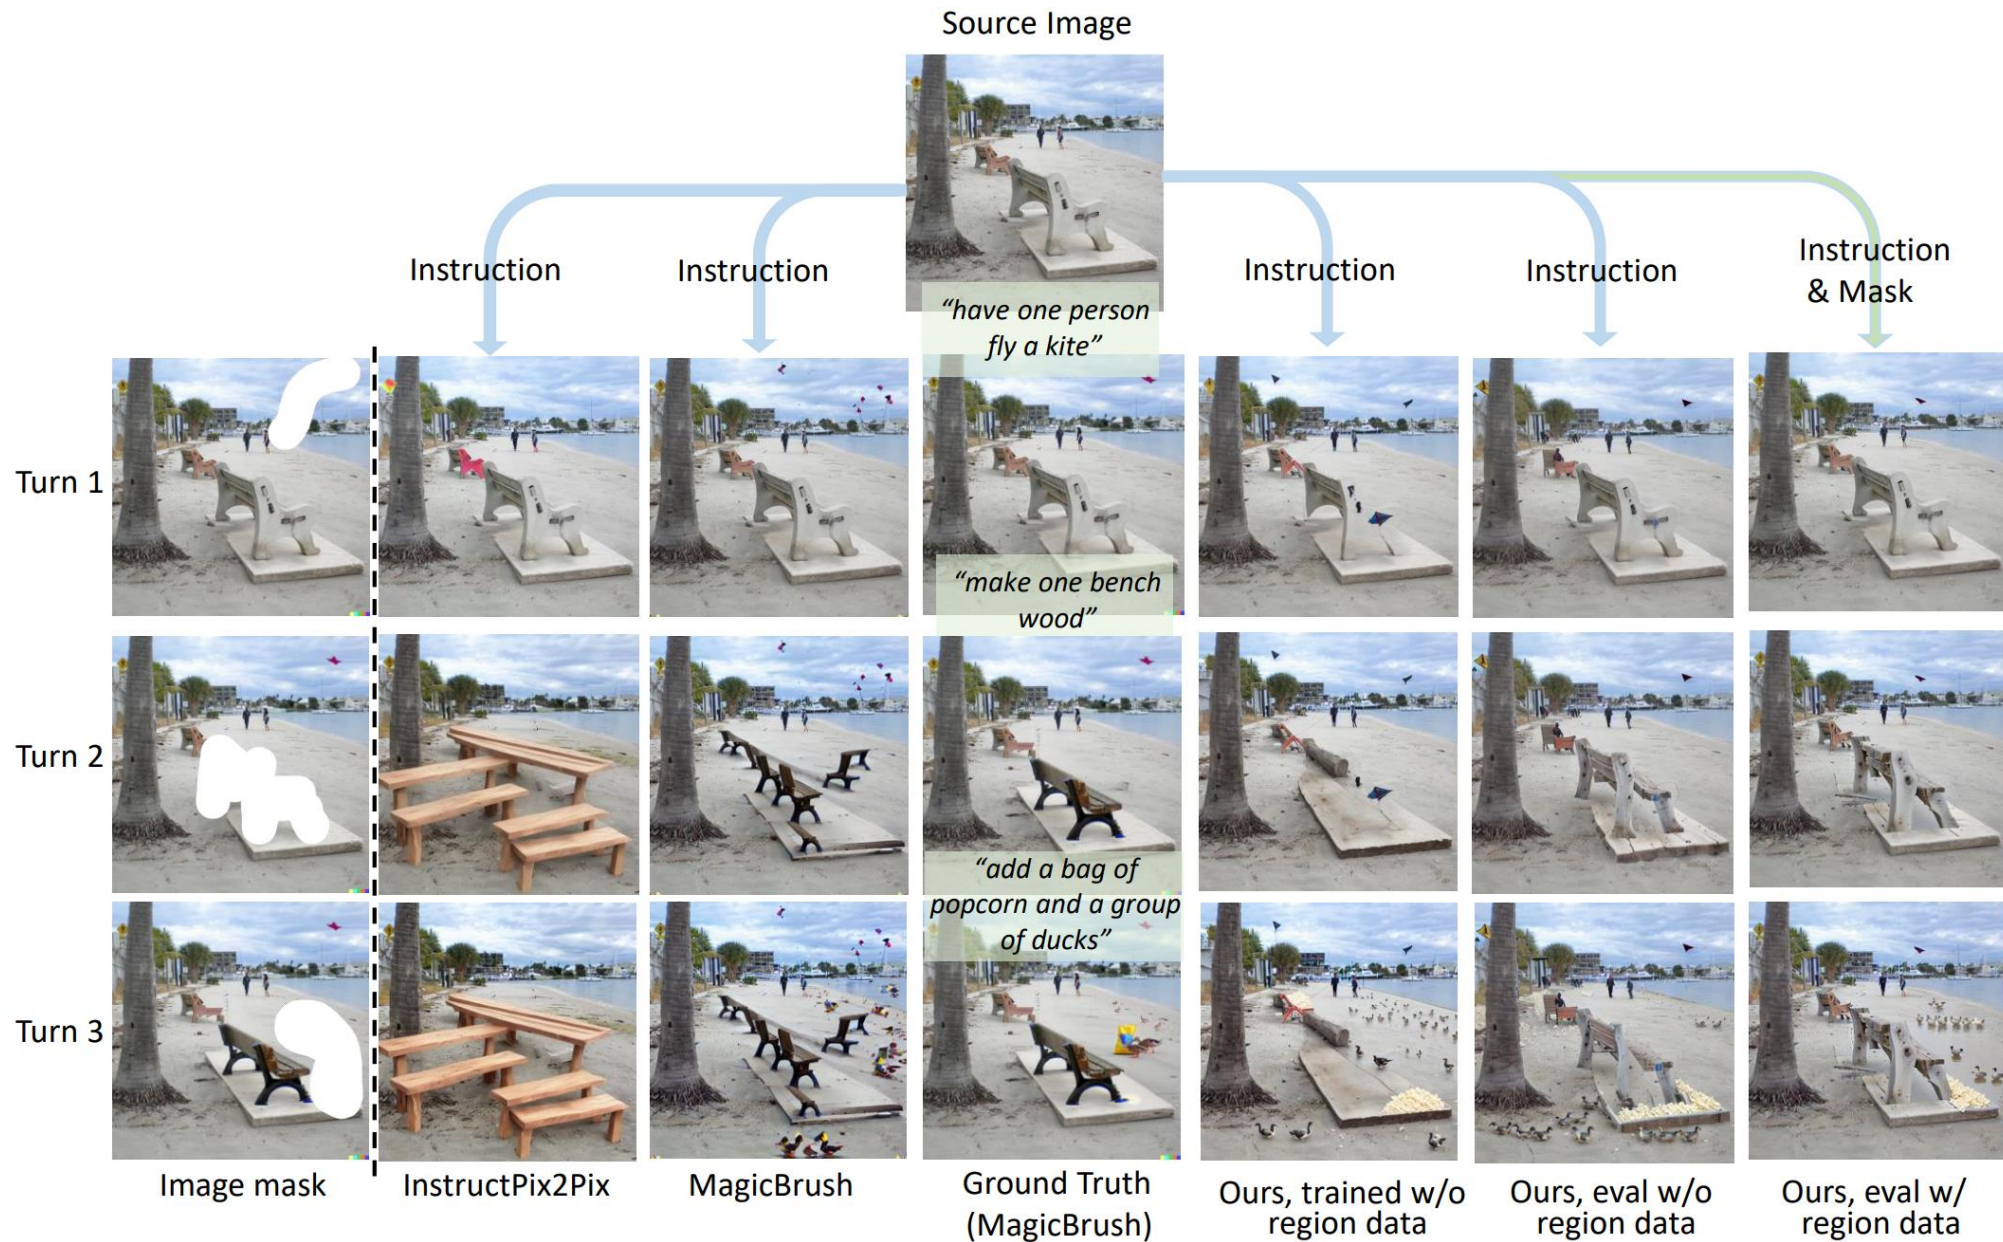 Source Image
Instruction
Instruction
Instruction
Instruction
Instruction
& Mask
“have one person
fly a kite”
Turn 1
“make one bench
wood”
Turn 2
“add a bag of
popcorn and a group
of ducks”
Turn 3
Image mask
InstructPix2Pix
MagicBrush
Ground Truth
(MagicBrush)
Ours, trained w/o
region data
Ours, eval w/o
region data
Ours, eval w/
region data